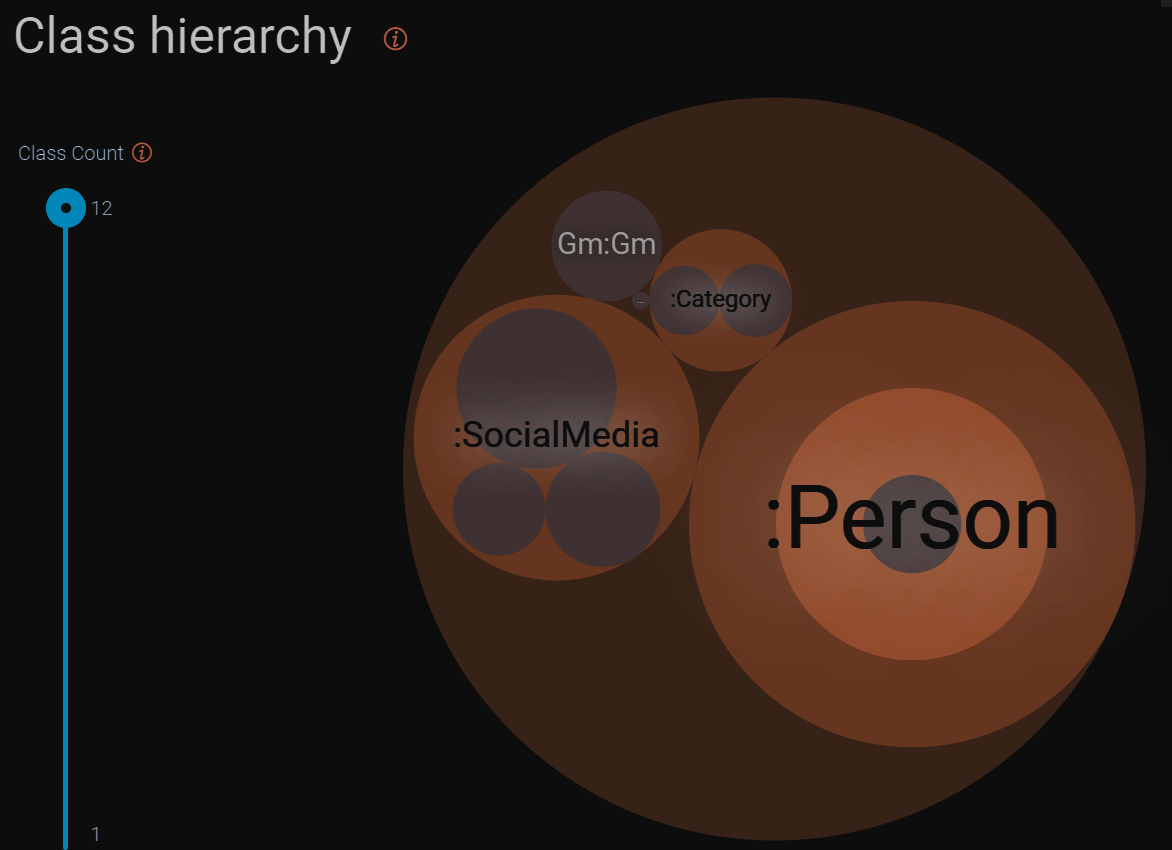 Class hierarchy
Class Count
12
Gm:Gm
...
:Category
:SocialMedia
:Person
1